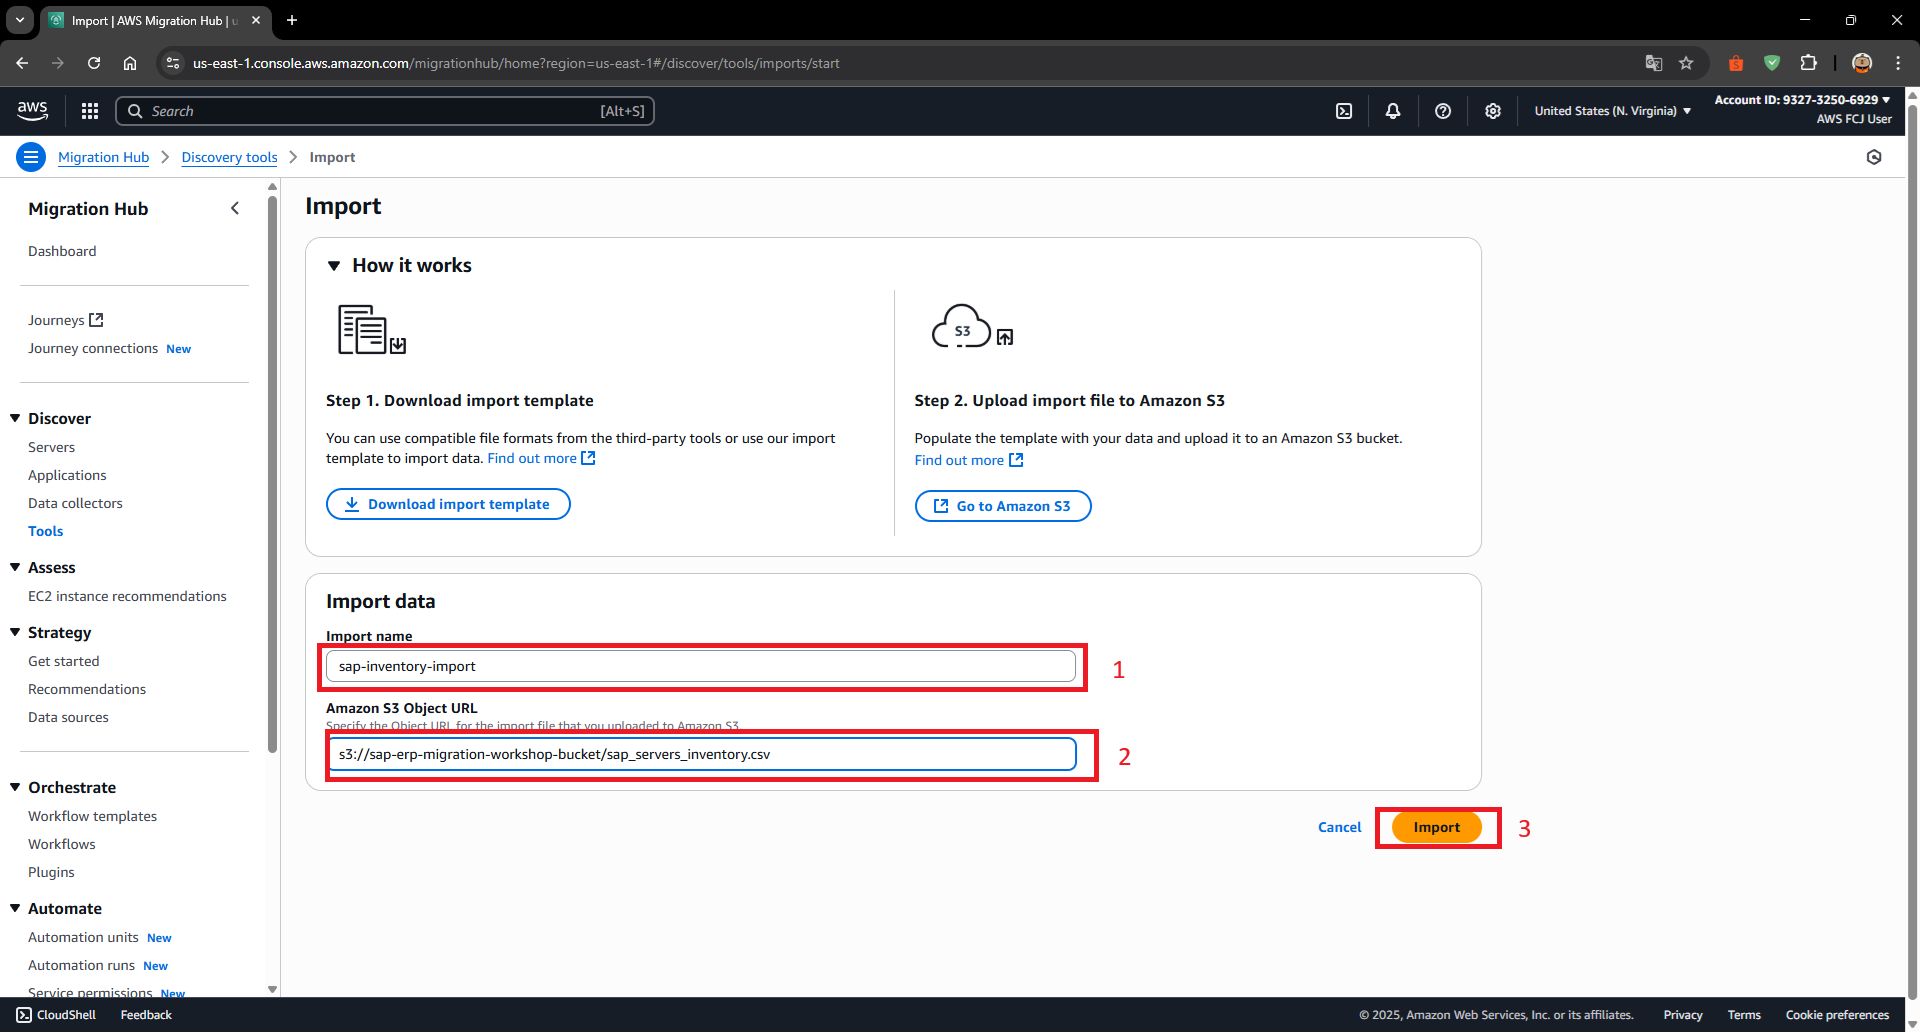 Import | AWS Migration Hub | u
us-east-1.console.aws.amazon.com/migrationhub/home?region=us-east-1#/discover/tools/imports/start
aws
Search
[Alt+S]
United States (N. Virginia)
Account ID: 9327-3250-6929
AWS FCJ User
Migration Hub
Discovery tools
Import
Migration Hub
Dashboard
Journeys
Journey connections New
Discover
Servers
Applications
Data collectors
Tools
Assess
EC2 instance recommendations
Strategy
Get started
Recommendations
Data sources
Orchestrate
Workflow templates
Workflows
Plugins
Automate
Automation units New
Automation runs New
Service permissions New
Import
How it works
Step 1. Download import template
You can use compatible file formats from the third-party tools or use our import
template to import data. Find out more
Download import template
S3
Step 2. Upload import file to Amazon S3
Populate the template with your data and upload it to an Amazon S3 bucket.
Find out more
Go to Amazon S3
Import data
Import name
sap-inventory-import
1
Amazon S3 Object URL
Specify the Object URL for the import file that you uploaded to Amazon S3.
s3://sap-erp-migration-workshop-bucket/sap_servers_inventory.csv
2
Cancel
Import
3
CloudShell
Feedback
© 2025, Amazon Web Services, Inc. or its affiliates.
Privacy
Terms
Cookie preferences